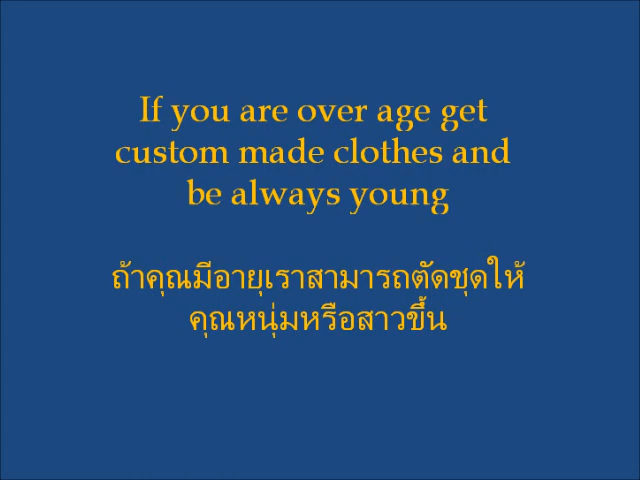 If you are over age get
custom made clothes and
be always young
ถ้าคุณมีอายุเราสามารถตัดชุดให้
คุณหนุ่มหรือสาวขึ้น